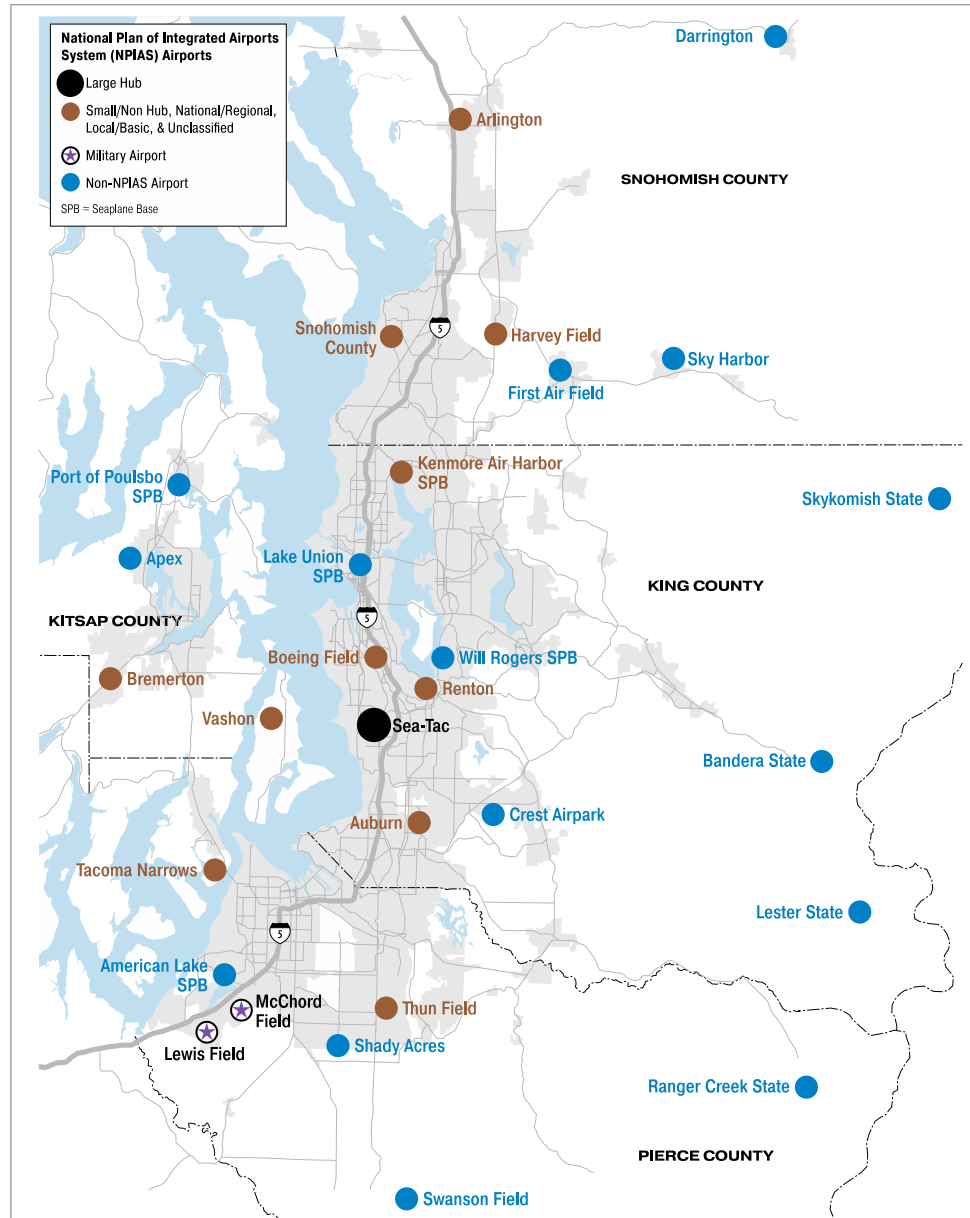 National Plan of Integrated Airports
System (NPIAS) Airports
Large Hub
Small/Non Hub, National/Regional,
Local/Basic, & Unclassified
Military Airport
Non-NPIAS Airport
SPB = Seaplane Base
Darrington
Arlington
SNOHOMISH COUNTY
5
Snohomish
County
Harvey Field
Sky Harbor
First Air Field
Kenmore Air Harbor
SPB
Port of Poulsbo
SPB
Skykomish State
Apex
Lake Union
SPB
KING COUNTY
KITSAP COUNTY
5
Boeing Field
Will Rogers SPB
Bremerton
Renton
Vashon
Sea-Tac
Bandera State
Crest Airpark
Auburn
Tacoma Narrows
Lester State
5
American Lake
SPB
McChord
Field
Thun Field
Lewis Field
Shady Acres
Ranger Creek State
PIERCE COUNTY
Swanson Field